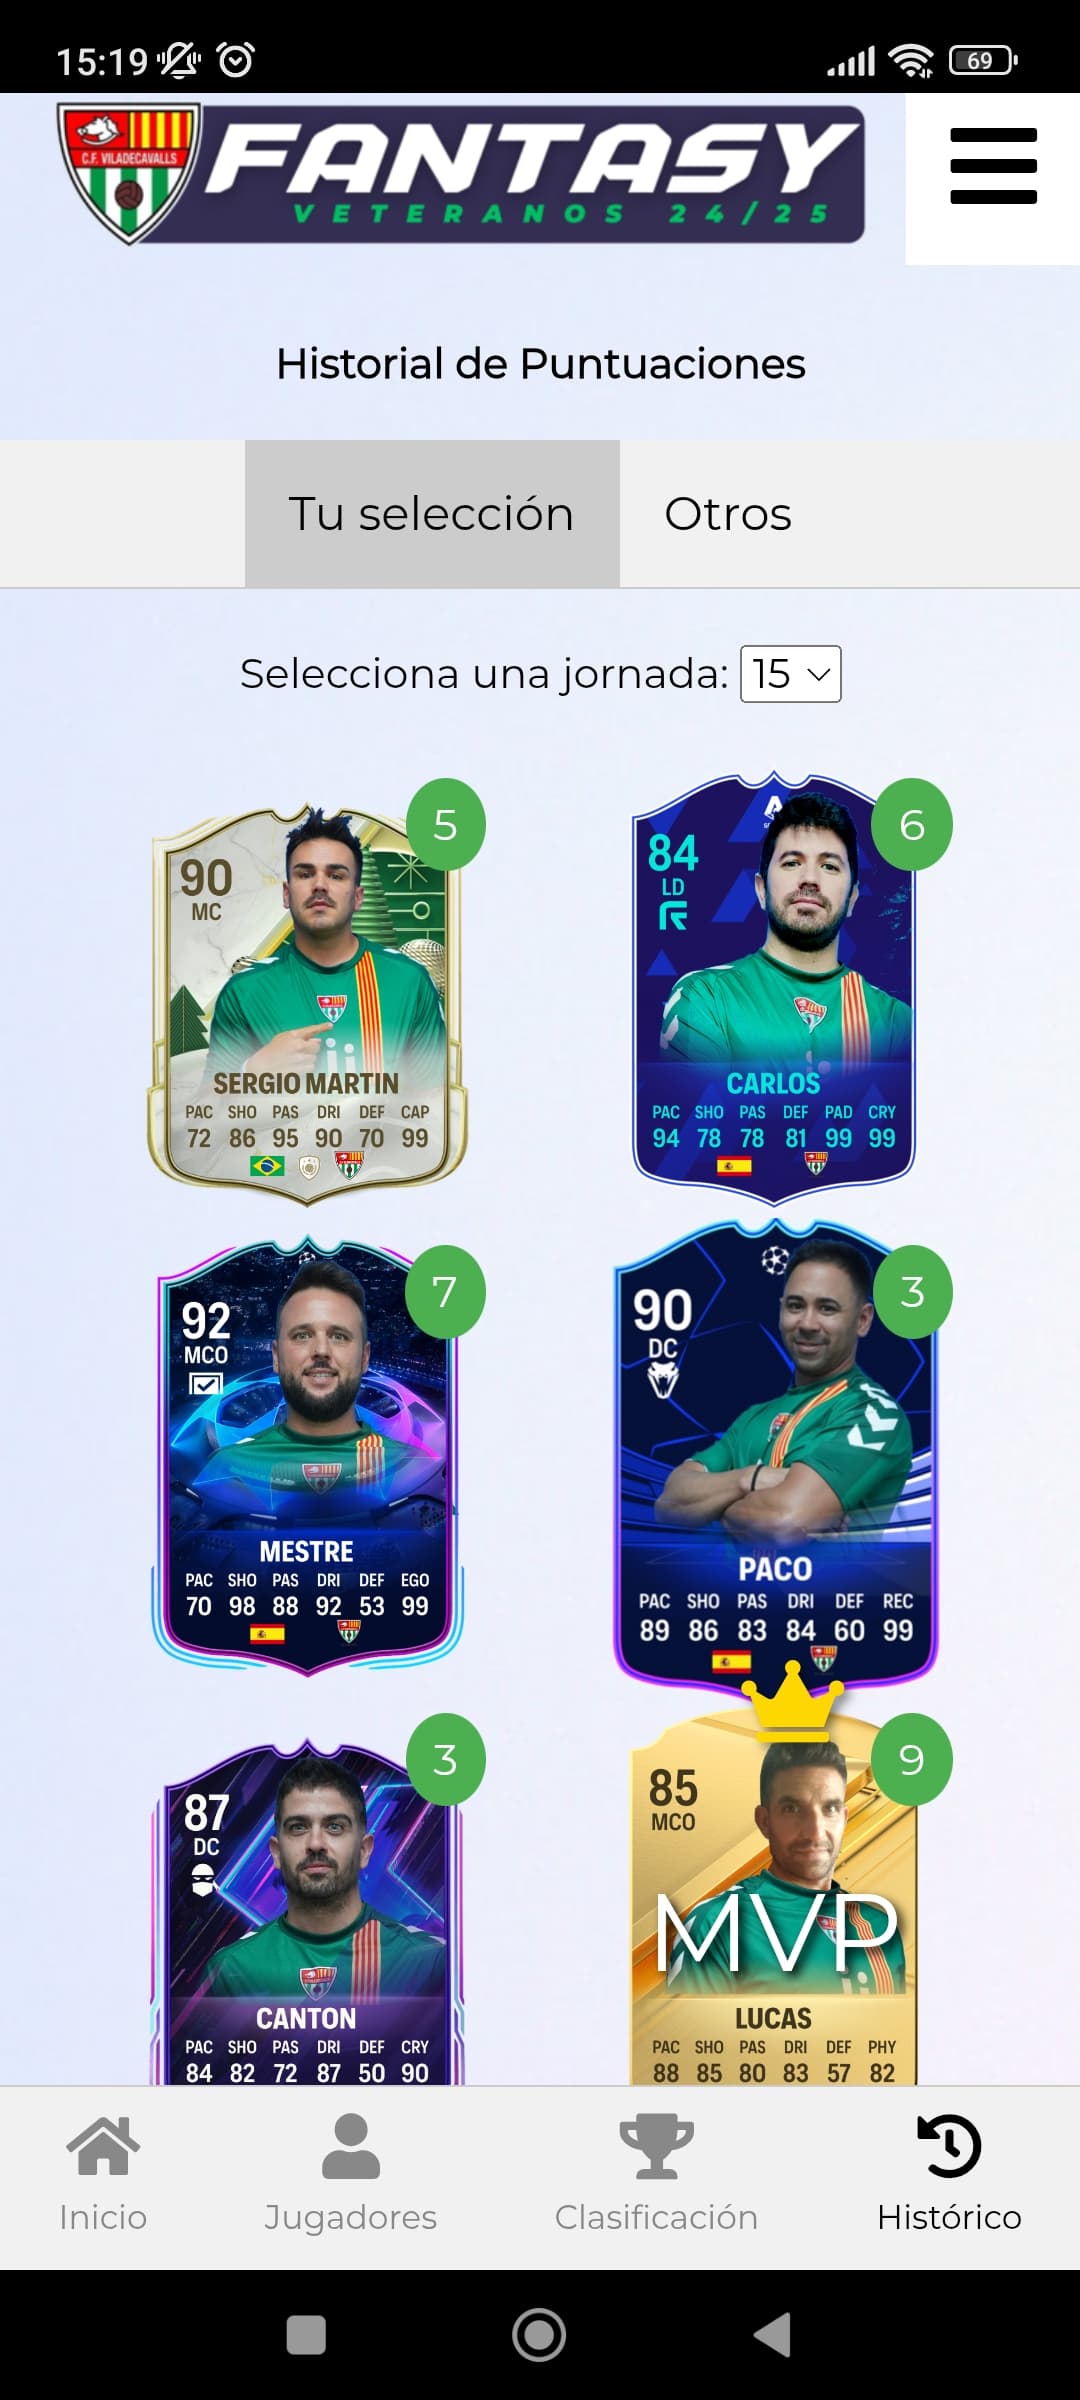 15:19
69
C.F. VILADECAVALLS
FANTASY
VETERANOS 24/25
Historial de Puntuaciones
Tu selección
Otros
Selecciona una jornada: 15
5
90
MC
SERGIO MARTIN
PAC SHO PAS DRI DEF CAP
72 86 95 90 70 99
6
84
LD
CARLOS
PAC SHO PAS DEF PAD CRY
94 78 78 81 99 99
7
92
MCO
MESTRE
PAC SHO PAS DRI DEF EGO
70 98 88 92 53 99
3
90
DC
PACO
PAC SHO PAS DRI DEF REC
89 86 83 84 60 99
3
87
DC
CANTON
PAC SHO PAS DRI DEF CRY
84 82 72 87 50 90
9
85
MCO
MVP
LUCAS
PAC SHO PAS DRI DEF PHY
88 85 80 83 57 82
Inicio
Jugadores
Clasificación
Histórico